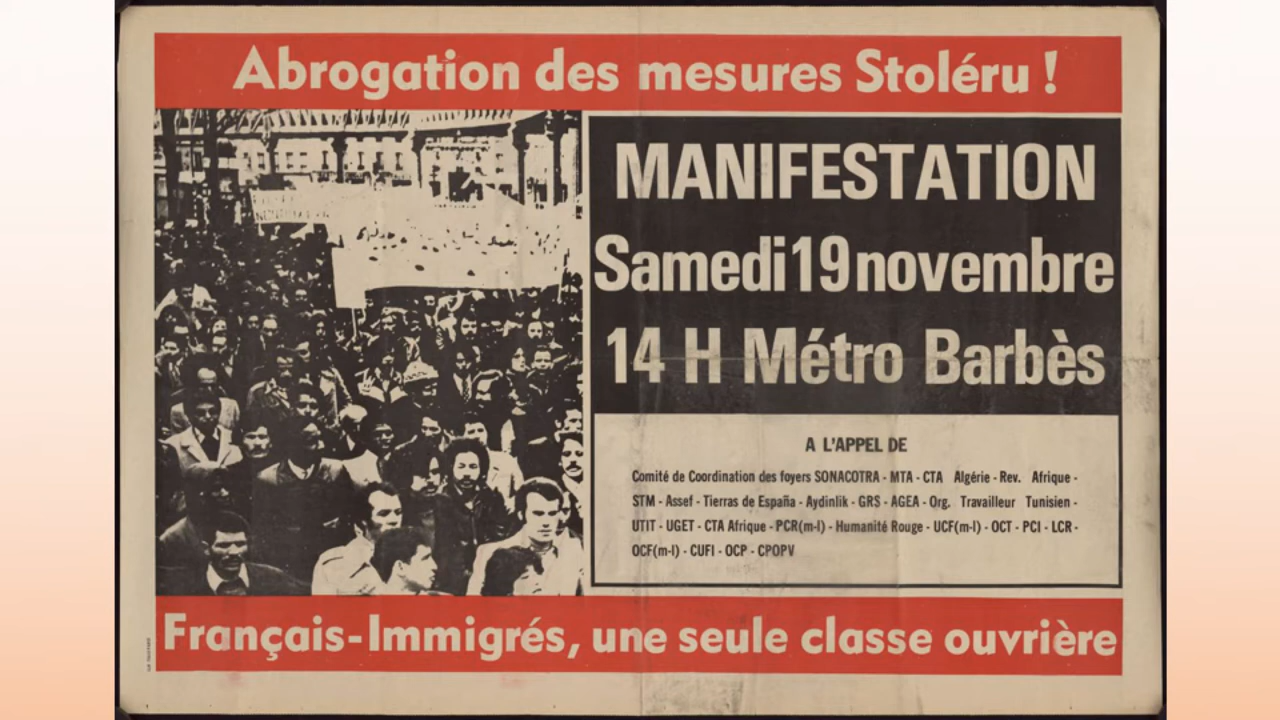 Abrogation des mesures Stoléru !
MANIFESTATION
Samedi 19 novembre
14 H Métro Barbès
A L'APPEL DE
Comité de Coordination des foyers SONACOTRA - MTA - CTA Algérie - Rev. Afrique -
STM - Assef - Tierras de España - Aydinlik - GRS - AGEA - Org. Travailleur Tunisien -
UTIT - UGET - CTA Afrique - PCR(m-l) - Humanité Rouge - UCF(m-l) - OCT - PCI - LCR -
OCF(m-l) - CUFI - OCP - CPOPV
Français-Immigrés, une seule classe ouvrière